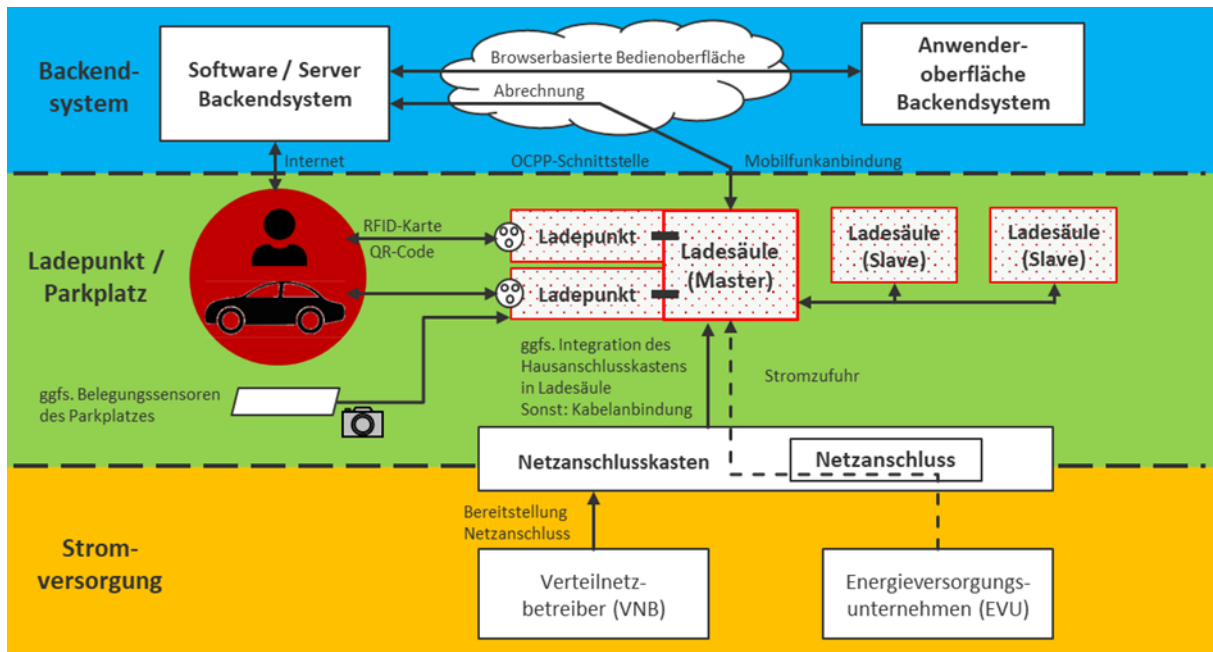 Backend-
system
Software / Server
Backendsystem
Browserbasierte Bedienoberfläche
Abrechnung
Anwender-
oberfläche
Backendsystem
Internet
OCPP-Schnittstelle
Mobilfunkanbindung
Ladepunkt /
Parkplatz
RFID-Karte
QR-Code
Ladepunkt
Ladepunkt
Ladesäule
(Master)
Ladesäule
(Slave)
Ladesäule
(Slave)
ggfs. Belegungssensoren
des Parkplatzes
ggfs. Integration des
Hausanschlusskastens
in Ladesäule
Sonst: Kabelanbindung
Stromzufuhr
Netzanschlusskasten
Netzanschluss
Strom-
versorgung
Bereitstellung
Netzanschluss
Verteilnetz-
betreiber (VNB)
Energieversorgungs-
unternehmen (EVU)